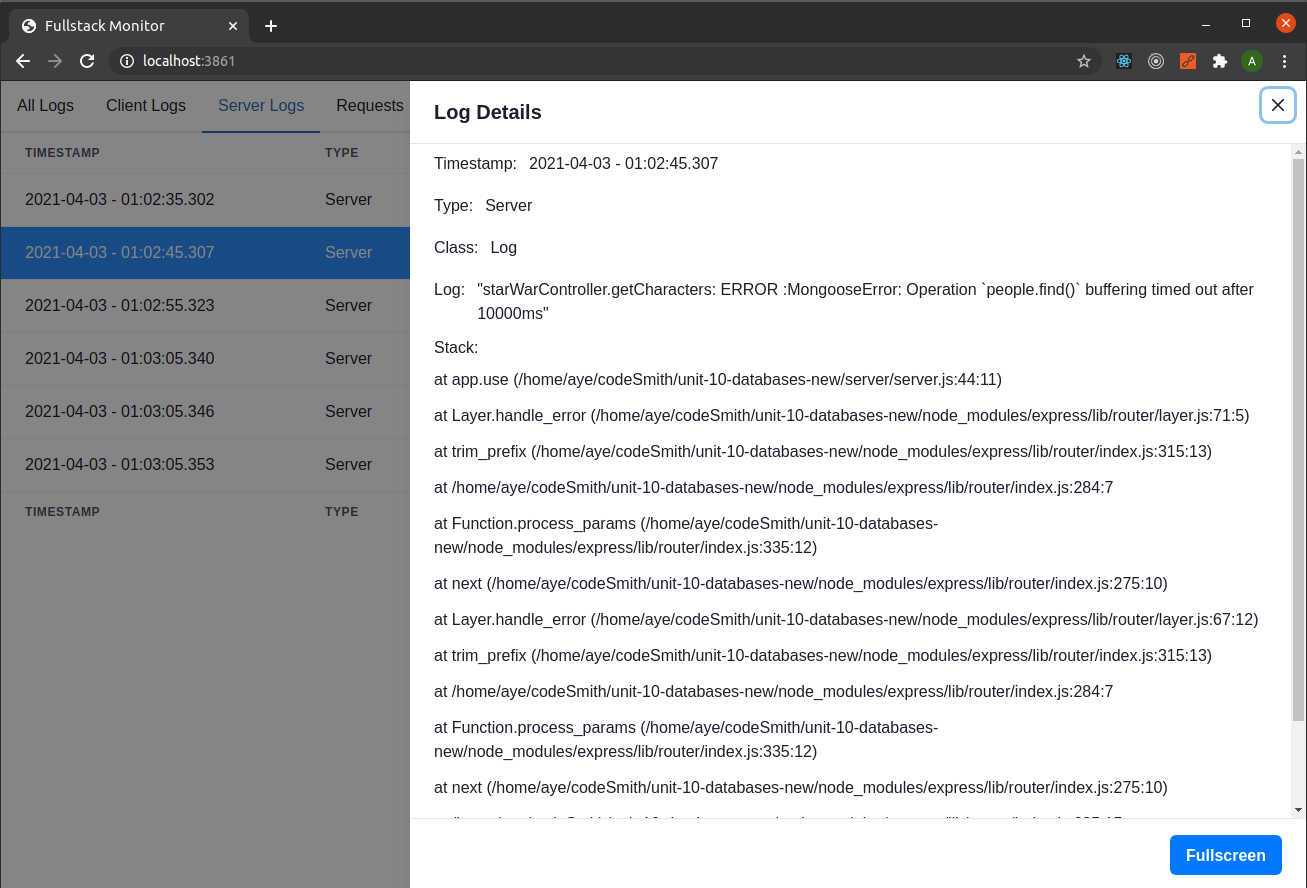 Fullstack Monitor
localhost:3861
A
All Logs Client Logs Server Logs Requests
TIMESTAMP TYPE
2021-04-03 - 01:02:35.302 Server
2021-04-03 - 01:02:45.307 Server
2021-04-03 - 01:02:55.323 Server
2021-04-03 - 01:03:05.340 Server
2021-04-03 - 01:03:05.346 Server
2021-04-03 - 01:03:05.353 Server
TIMESTAMP TYPE
Log Details
Timestamp: 2021-04-03 - 01:02:45.307
Type: Server
Class: Log
Log: "starWarController.getCharacters: ERROR :MongooseError: Operation `people.find()` buffering timed out after
10000ms"
Stack:
at app.use (/home/aye/codeSmith/unit-10-databases-new/server/server.js:44:11)
at Layer.handle_error (/home/aye/codeSmith/unit-10-databases-new/node_modules/express/lib/router/layer.js:71:5)
at trim_prefix (/home/aye/codeSmith/unit-10-databases-new/node_modules/express/lib/router/index.js:315:13)
at /home/aye/codeSmith/unit-10-databases-new/node_modules/express/lib/router/index.js:284:7
at Function.process_params (/home/aye/codeSmith/unit-10-databases-
new/node_modules/express/lib/router/index.js:335:12)
at next (/home/aye/codeSmith/unit-10-databases-new/node_modules/express/lib/router/index.js:275:10)
at Layer.handle_error (/home/aye/codeSmith/unit-10-databases-new/node_modules/express/lib/router/layer.js:67:12)
at trim_prefix (/home/aye/codeSmith/unit-10-databases-new/node_modules/express/lib/router/index.js:315:13)
at /home/aye/codeSmith/unit-10-databases-new/node_modules/express/lib/router/index.js:284:7
at Function.process_params (/home/aye/codeSmith/unit-10-databases-
new/node_modules/express/lib/router/index.js:335:12)
at next (/home/aye/codeSmith/unit-10-databases-new/node_modules/express/lib/router/index.js:275:10)
Fullscreen